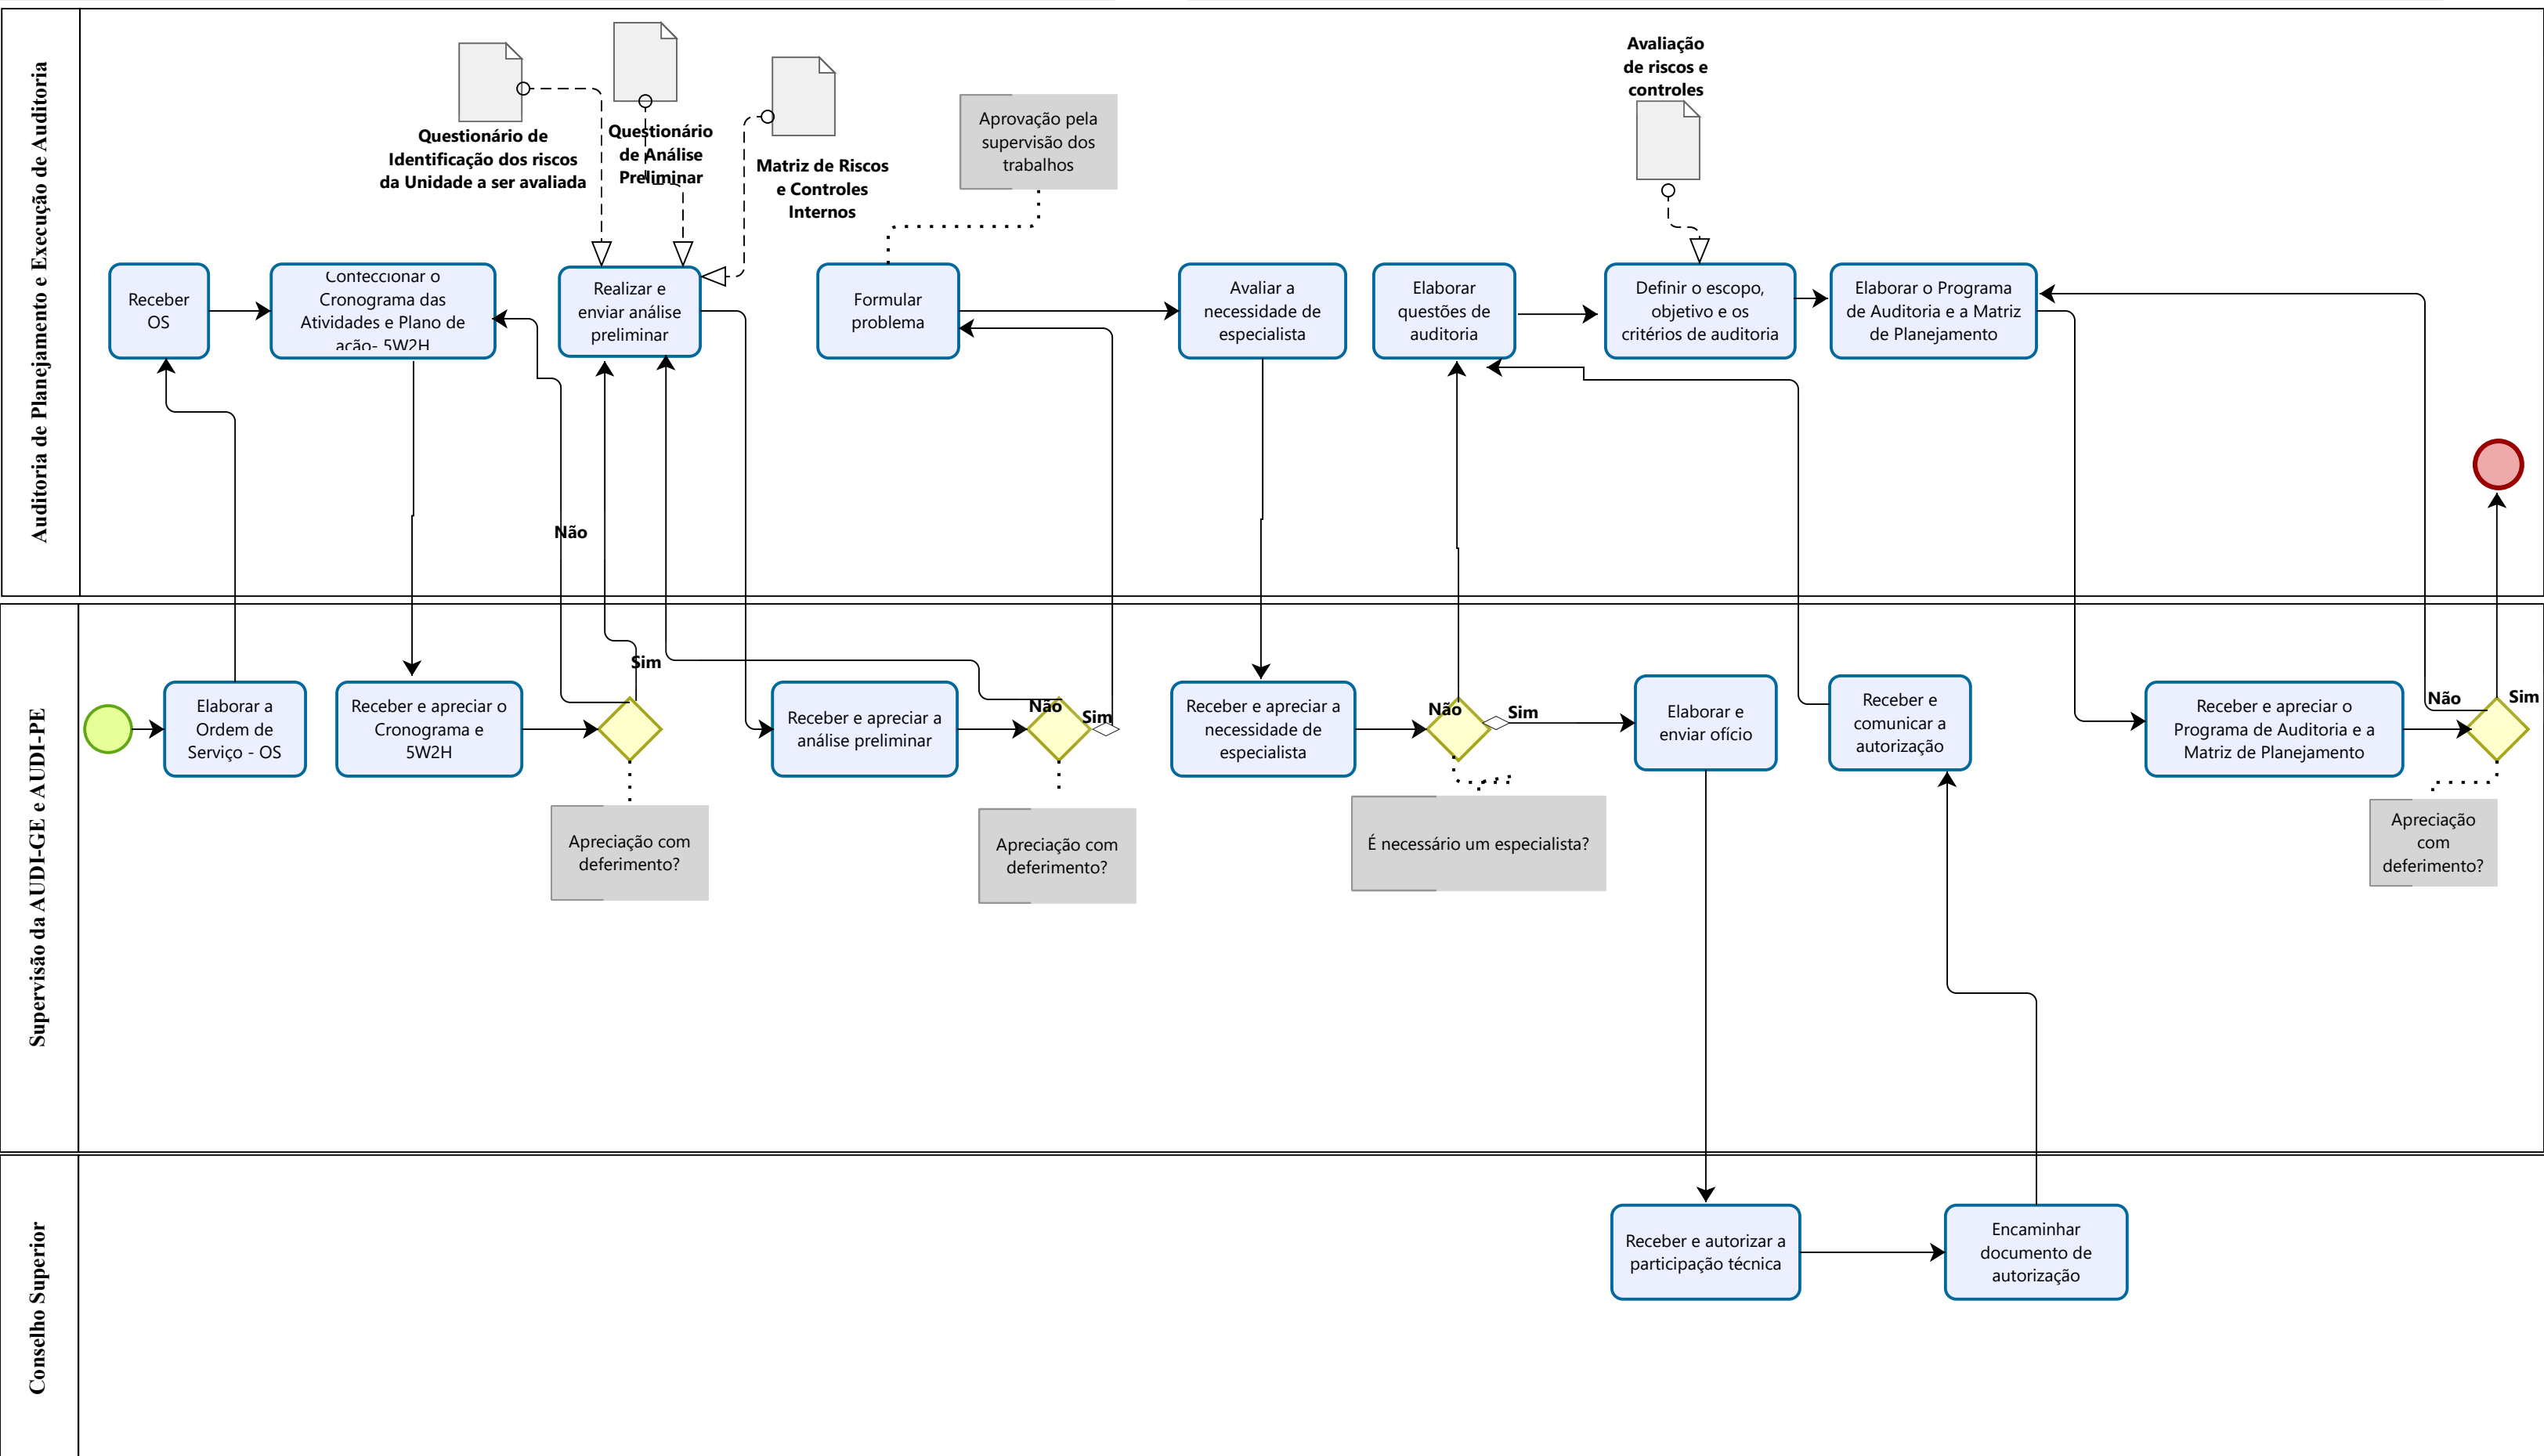 Auditoria de Planejamento e Execução de Auditoria
Questionário de
Identificação dos riscos
da Unidade a ser avaliada
Questionário
de Análise
Preliminar
Matriz de Riscos
e Controles
Internos
Aprovação pela
supervisão dos
trabalhos
Avaliação
de riscos e
controles
Receber
OS
Confeccionar o
Cronograma das
Atividades e Plano de
ação- 5W2H
Realizar e
enviar análise
preliminar
Formular
problema
Avaliar a
necessidade de
especialista
Elaborar
questões de
auditoria
Definir o escopo,
objetivo e os
critérios de auditoria
Elaborar o Programa
de Auditoria e a Matriz
de Planejamento
Não
Supervisão da AUDI-GE e AUDI-PE
Elaborar a
Ordem de
Serviço - OS
Receber e apreciar o
Cronograma e
5W2H
Sim
Apreciação com
deferimento?
Receber e apreciar a
análise preliminar
Não
Sim
Apreciação com
deferimento?
Receber e apreciar a
necessidade de
especialista
Não
Sim
É necessário um especialista?
Elaborar e
enviar ofício
Receber e
comunicar a
autorização
Receber e apreciar o
Programa de Auditoria e a
Matriz de Planejamento
Não
Sim
Apreciação
com
deferimento?
Conselho Superior
Receber e autorizar a
participação técnica
Encaminhar
documento de
autorização